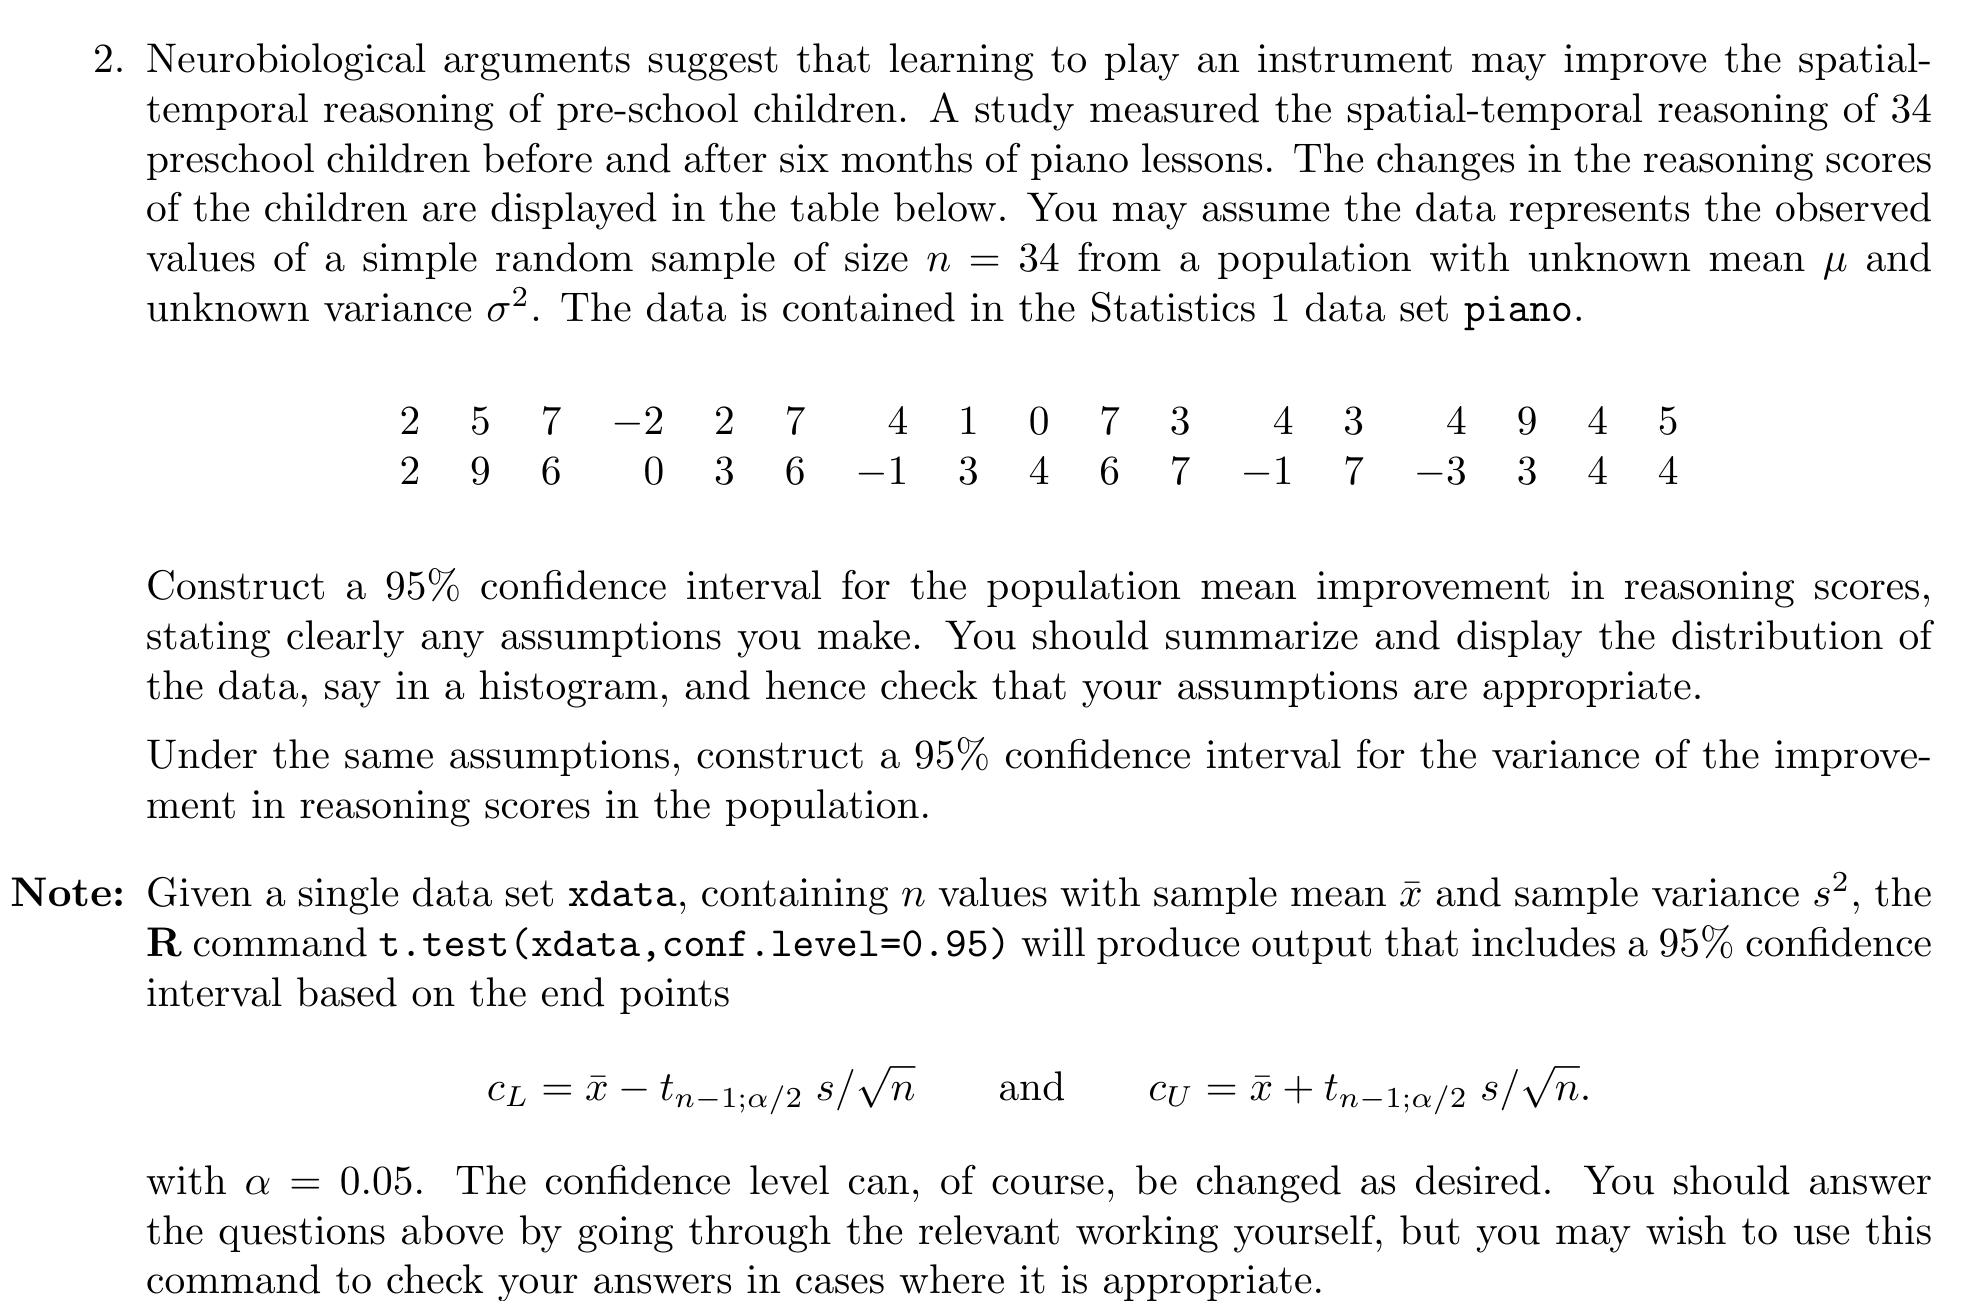 2. Neurobiological arguments suggest that learning to play an instrument may improve the spatial-
temporal reasoning of pre-school children. A study measured the spatial-temporal reasoning of 34
preschool children before and after six months of piano lessons. The changes in the reasoning scores
of the children are displayed in the table below. You may assume the data represents the observed
values of a simple random sample of size n = 34 from a population with unknown mean μ and
unknown variance σ². The data is contained in the Statistics 1 data set piano.
2 5 7 −2 2 7 4 1 0 7 3 4 3 4 9 4 5
2 9 6 0 3 6 −1 3 4 6 7 −1 7 −3 3 4 4
Construct a 95% confidence interval for the population mean improvement in reasoning scores,
stating clearly any assumptions you make. You should summarize and display the distribution of
the data, say in a histogram, and hence check that your assumptions are appropriate.
Under the same assumptions, construct a 95% confidence interval for the variance of the improve-
ment in reasoning scores in the population.
Note: Given a single data set xdata, containing n values with sample mean x̄ and sample variance s², the
R command t.test(xdata,conf.level=0.95) will produce output that includes a 95% confidence
interval based on the end points
c_L = x̄ − t_{n−1;α/2} s/√n and c_U = x̄ + t_{n−1;α/2} s/√n.
with α = 0.05. The confidence level can, of course, be changed as desired. You should answer
the questions above by going through the relevant working yourself, but you may wish to use this
command to check your answers in cases where it is appropriate.